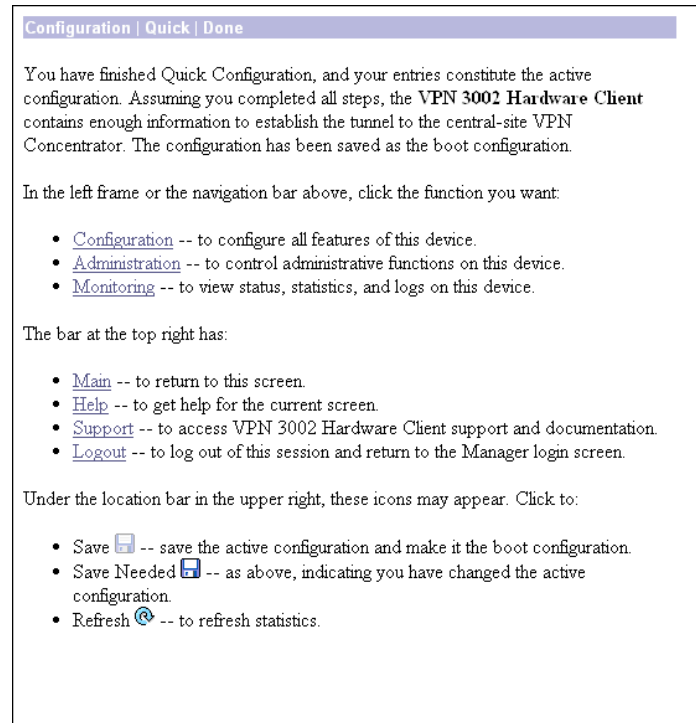 Configuration | Quick | Done
You have finished Quick Configuration, and your entries constitute the active
configuration. Assuming you completed all steps, the VPN 3002 Hardware Client
contains enough information to establish the tunnel to the central-site VPN
Concentrator. The configuration has been saved as the boot configuration.
In the left frame or the navigation bar above, click the function you want:
• Configuration -- to configure all features of this device.
• Administration -- to control administrative functions on this device.
• Monitoring -- to view status, statistics, and logs on this device.
The bar at the top right has:
• Main -- to return to this screen.
• Help -- to get help for the current screen.
• Support -- to access VPN 3002 Hardware Client support and documentation.
• Logout -- to log out of this session and return to the Manager login screen.
Under the location bar in the upper right, these icons may appear. Click to:
• Save -- save the active configuration and make it the boot configuration.
• Save Needed -- as above, indicating you have changed the active
configuration.
• Refresh -- to refresh statistics.